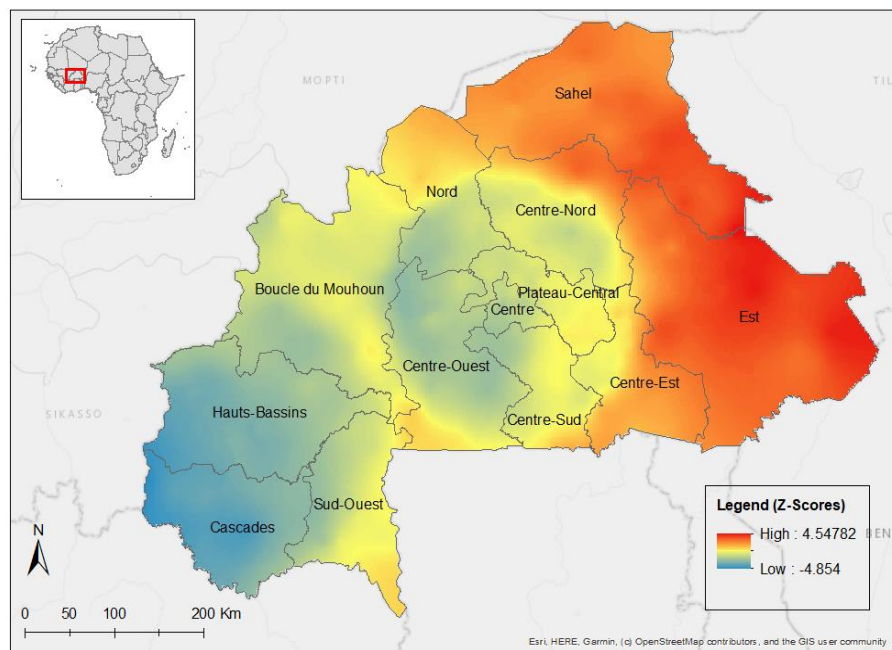 MOPTI
TIL
Sahel
Nord
Centre-Nord
Boucle du Mouhoun
Plateau-Central
Centre
Est
Centre-Ouest
Centre-Est
Hauts-Bassins
Centre-Sud
SIKASSO
Sud-Ouest
Cascades
Legend (Z-Scores)
High : 4.54782
Low : -4.854
BEN
N
0 50 100 200 Km
Esri, HERE, Garmin, (c) OpenStreetMap contributors, and the GIS user community